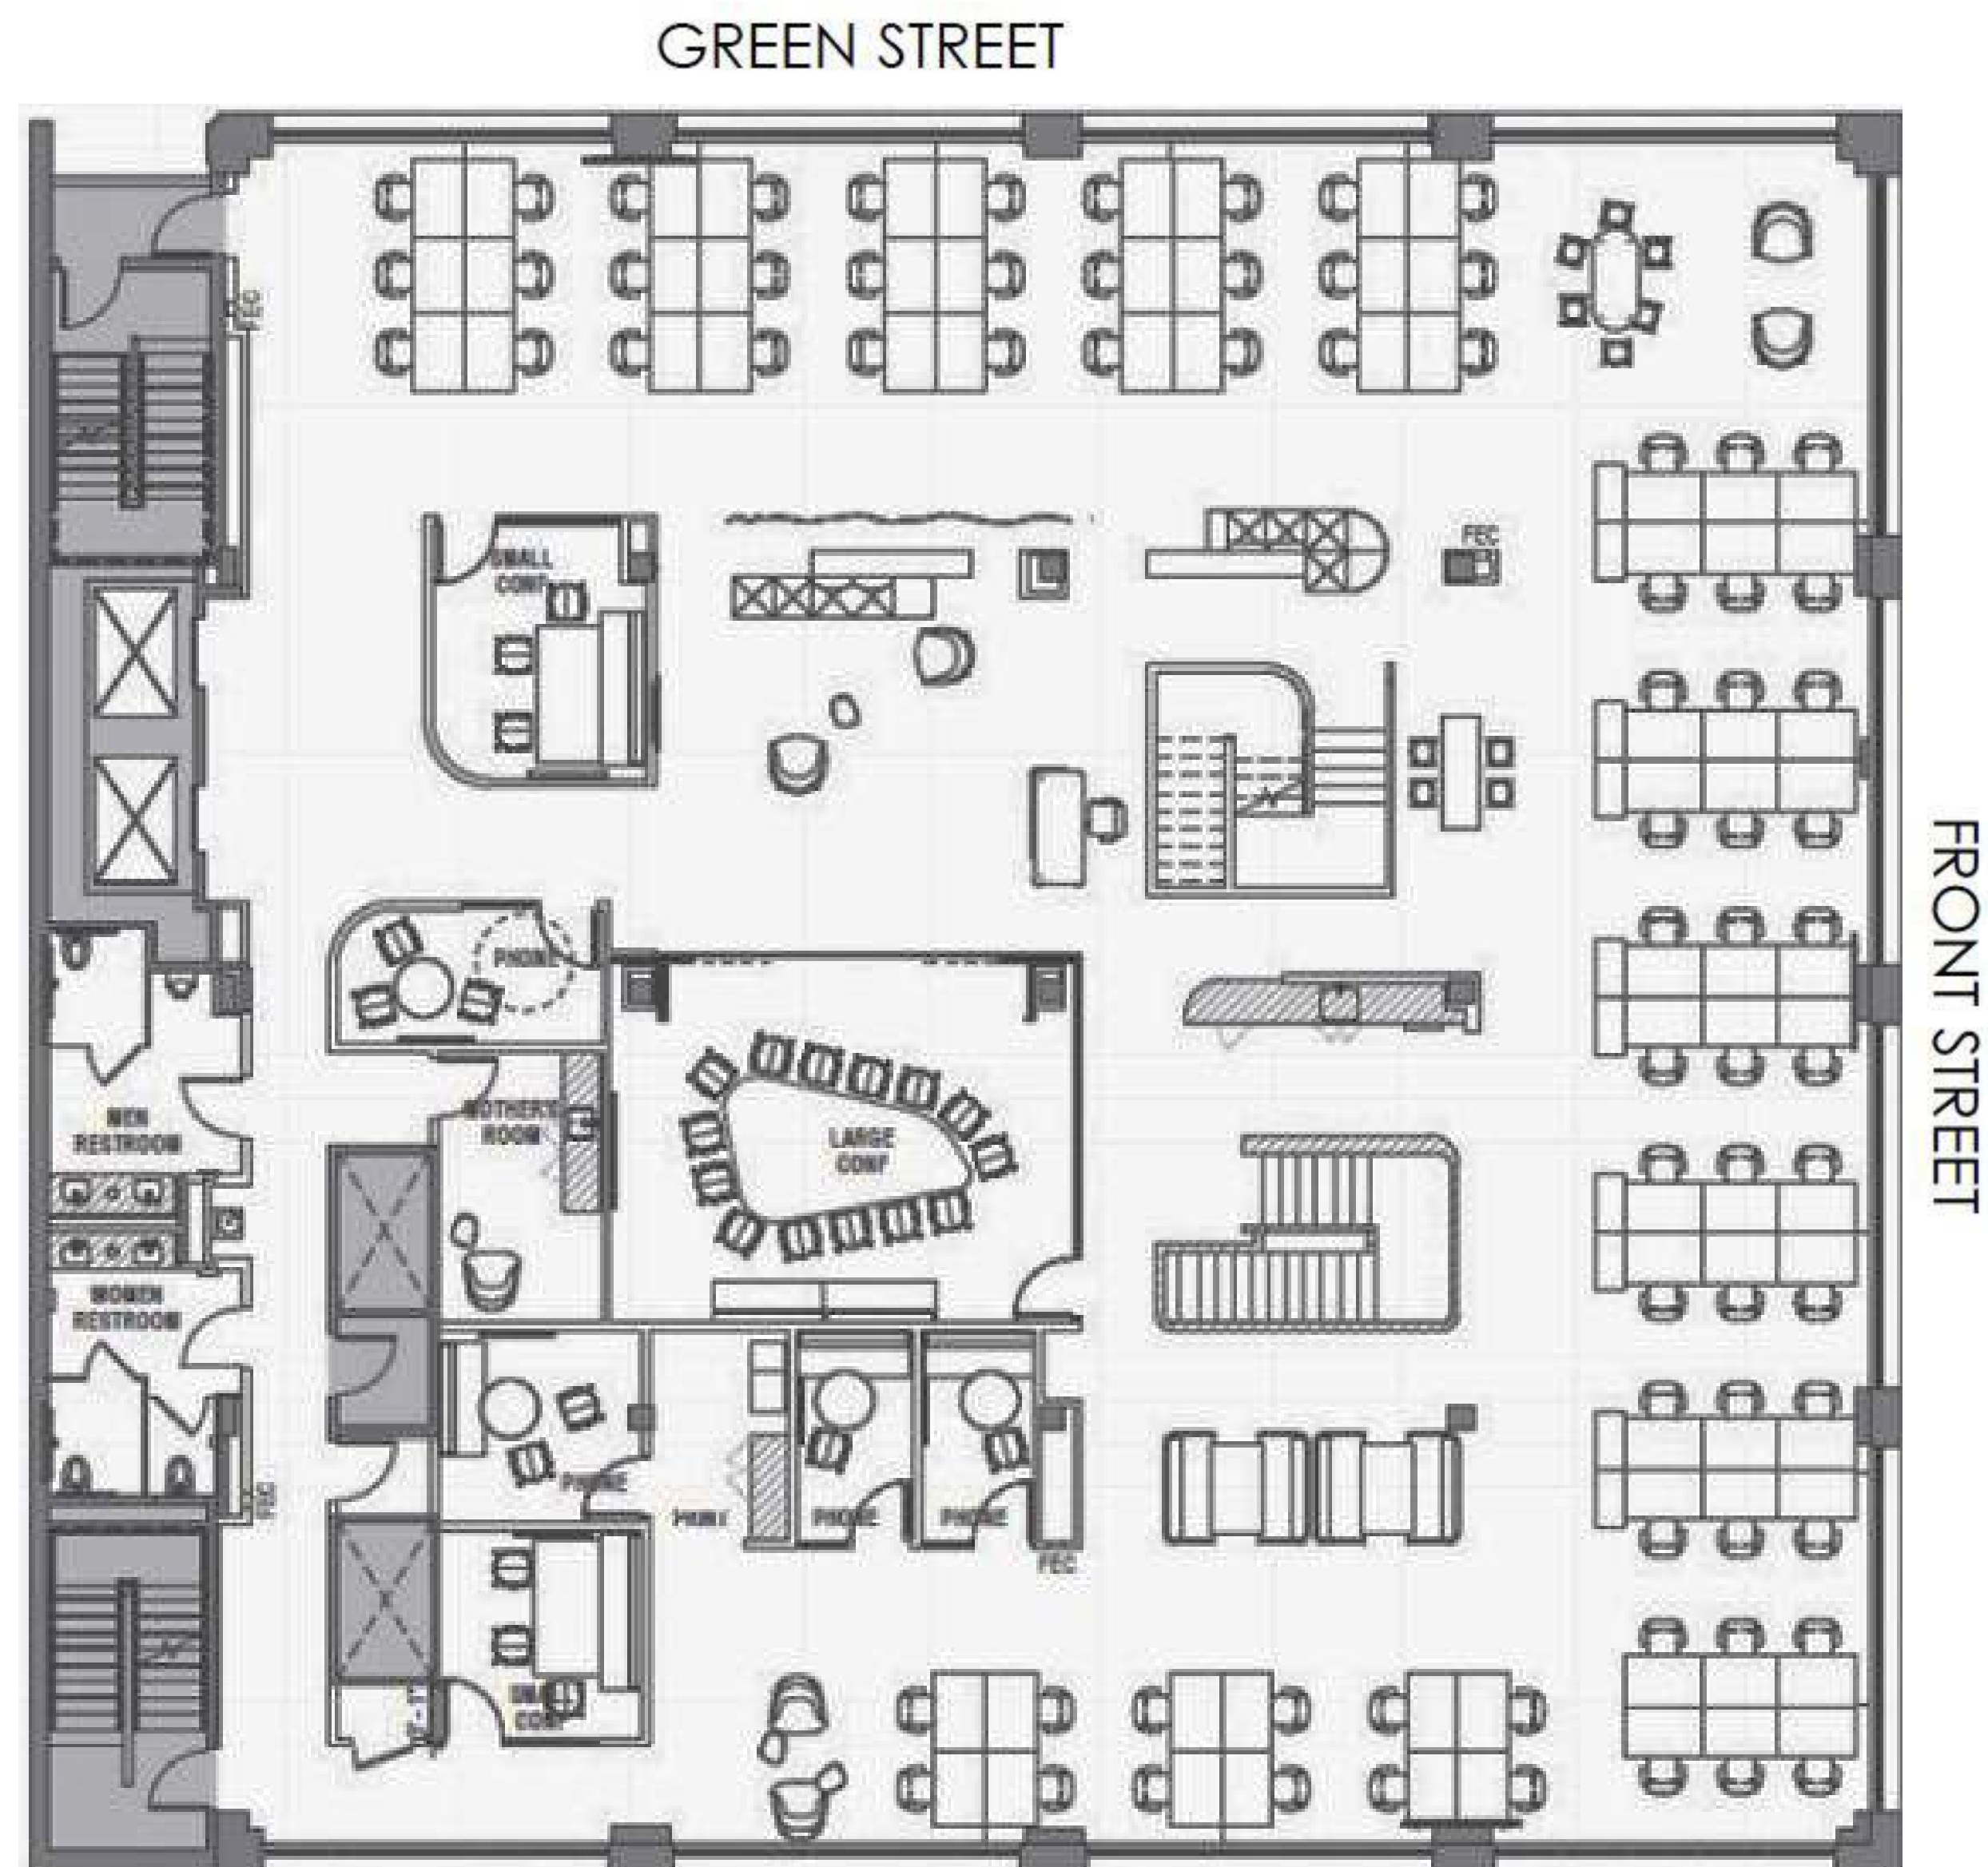 GREEN STREET
FEC
SMALL
CONF
FEC
PHONE
FRONT STREET
MEN
RESTROOM
MOTHER'S
ROOM
LARGE
CONF
WOMEN
RESTROOM
PHONE
FEC
PHONE
PHONE
FEC